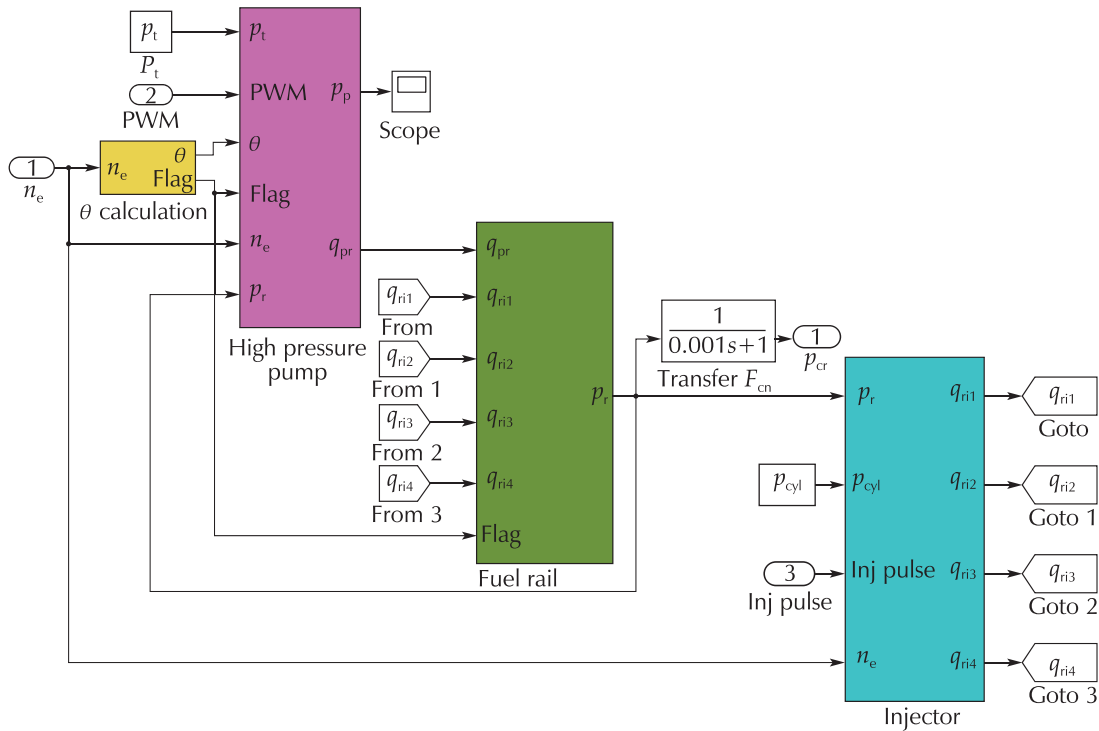 p_t
P_t
2
PWM
1
n_e
n_e
θ
Flag
θ calculation
p_t
PWM
θ
Flag
n_e
p_r
p_p
q_pr
High pressure
pump
Scope
q_ri1
From
q_ri2
From 1
q_ri3
From 2
q_ri4
From 3
q_pr
q_ri1
q_ri2
q_ri3
q_ri4
Flag
p_r
Fuel rail
1
0.001s+1
Transfer F_cn
1
p_cr
p_cyl
3
Inj pulse
p_r
p_cyl
Inj pulse
n_e
q_ri1
q_ri2
q_ri3
q_ri4
Injector
q_ri1
Goto
q_ri2
Goto 1
q_ri3
Goto 2
q_ri4
Goto 3